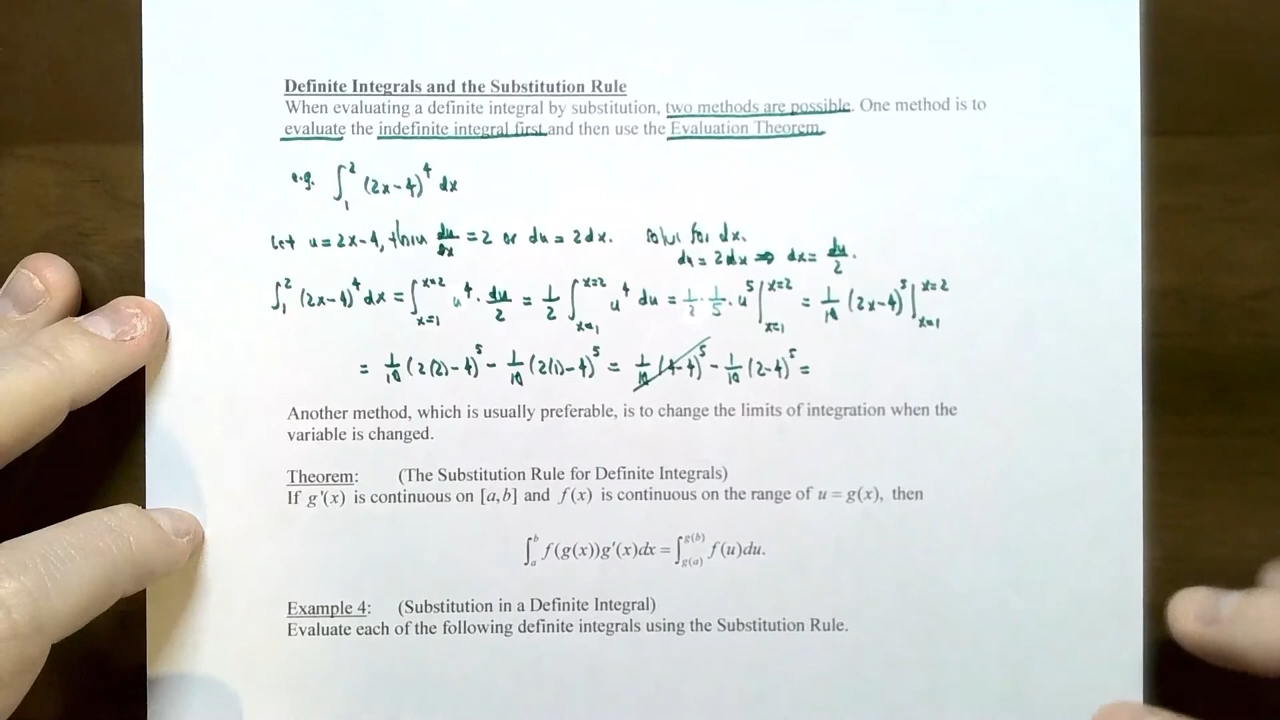 Definite Integrals and the Substitution Rule
When evaluating a definite integral by substitution, two methods are possible. One method is to
evaluate the indefinite integral first and then use the Evaluation Theorem.
e.g. ∫₁² (2x-4)⁴ dx
Let u = 2x-4, then du/dx = 2 or du = 2dx. Solve for dx.
du = 2dx ⇒ dx = du/2.
∫₁² (2x-4)⁴ dx = ∫_{x=1}^{x=2} u⁴ · du/2 = 1/2 ∫_{x=1}^{x=2} u⁴ du = 1/2 · 1/5 · u⁵ |_{x=1}^{x=2} = 1/10 (2x-4)⁵ |_{x=1}^{x=2}
= 1/10 (2(2)-4)⁵ - 1/10 (2(1)-4)⁵ = 1/10 (4-4)⁵ - 1/10 (2-4)⁵ =
Another method, which is usually preferable, is to change the limits of integration when the
variable is changed.
Theorem: (The Substitution Rule for Definite Integrals)
If g'(x) is continuous on [a,b] and f(x) is continuous on the range of u = g(x), then
∫ₐᵇ f(g(x))g'(x)dx = ∫_{g(a)}^{g(b)} f(u)du.
Example 4: (Substitution in a Definite Integral)
Evaluate each of the following definite integrals using the Substitution Rule.